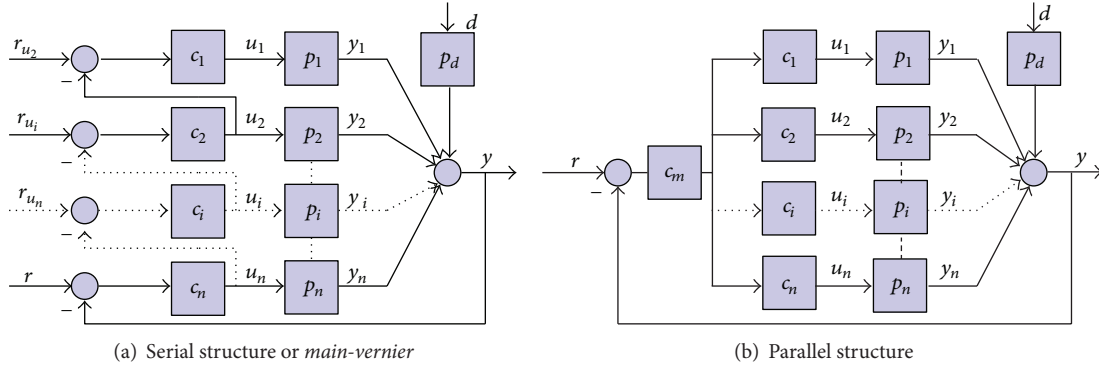 d
r_{u_2} − c_1 u_1 p_1 y_1 p_d
r_{u_i} − c_2 u_2 p_2 y_2
r_{u_n} − c_i u_i p_i y_i y
r − c_n u_n p_n y_n
(a) Serial structure or main-vernier
d
c_1 u_1 p_1 y_1 p_d
c_2 u_2 p_2 y_2
r − c_m y
c_i u_i p_i y_i
c_n u_n p_n y_n
(b) Parallel structure